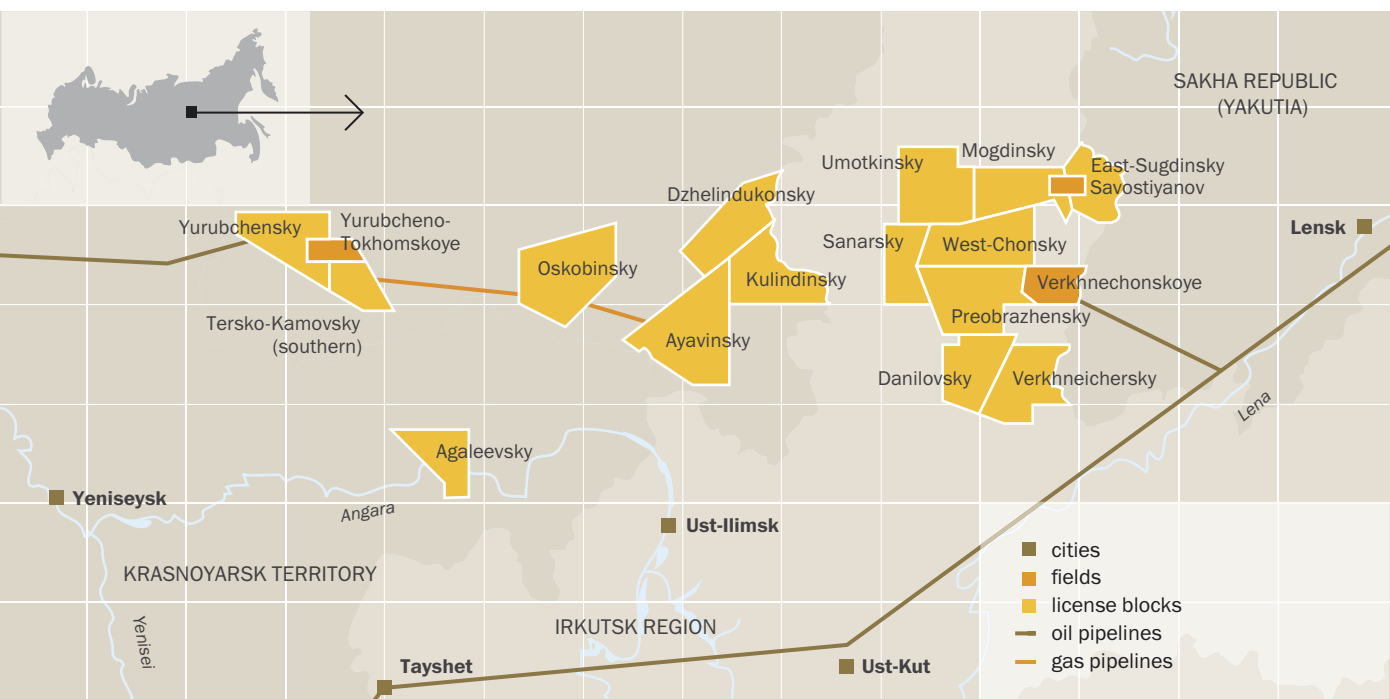 SAKHA REPUBLIC
(YAKUTIA)
Umotkinsky
Mogdinsky
East-Sugdinsky
Savostiyanov
Dzhelindukonsky
Yurubchensky
Yurubcheno-
Tokhomskoye
Lensk
Sanarsky
West-Chonsky
Oskobinsky
Kulindinsky
Verkhnechonskoye
Tersko-Kamovsky
(southern)
Preobrazhensky
Ayavinsky
Danilovsky
Verkhneichersky
Lena
Agaleevsky
Yeniseysk
Angara
Ust-Ilimsk
KRASNOYARSK TERRITORY
Yenisei
IRKUTSK REGION
Tayshet
Ust-Kut
cities
fields
license blocks
oil pipelines
gas pipelines